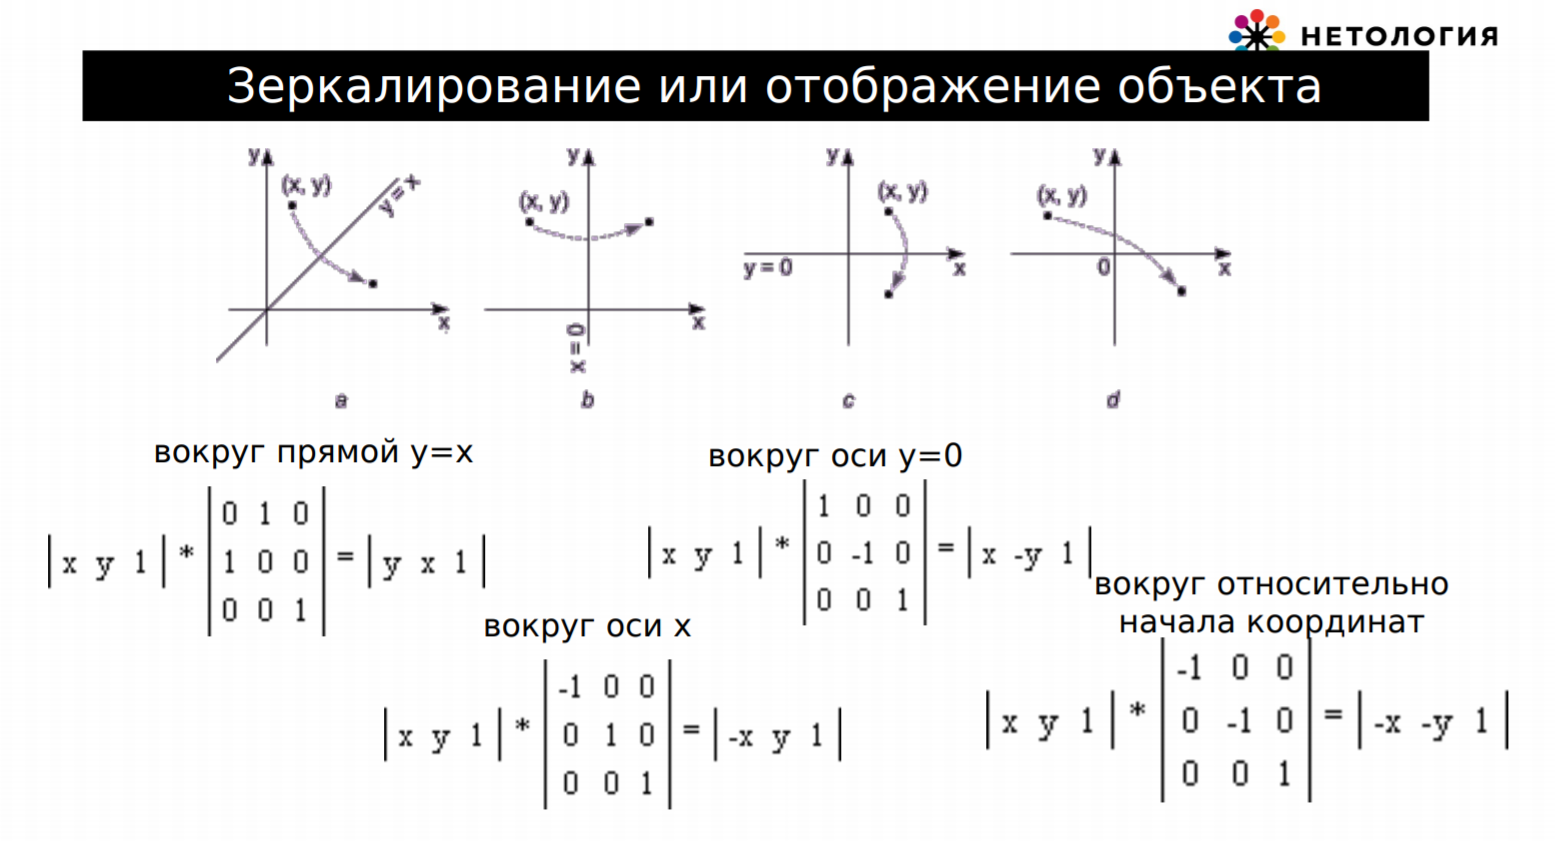 НЕТОЛОГИЯ
Зеркалирование или отображение объекта
y (x, y) y = x x
y (x, y) x x = 0
y (x, y) y = 0 x
y (x, y) 0 x
a b c d
вокруг прямой y=x
| x y 1 | * | 0 1 0 | = | y x 1 |
| 1 0 0 |
| 0 0 1 |
вокруг оси y=0
| x y 1 | * | 1 0 0 | = | x -y 1 |
| 0 -1 0 |
| 0 0 1 |
вокруг оси x
| x y 1 | * | -1 0 0 | = | -x y 1 |
| 0 1 0 |
| 0 0 1 |
вокруг относительно
начала координат
| x y 1 | * | -1 0 0 | = | -x -y 1 |
| 0 -1 0 |
| 0 0 1 |